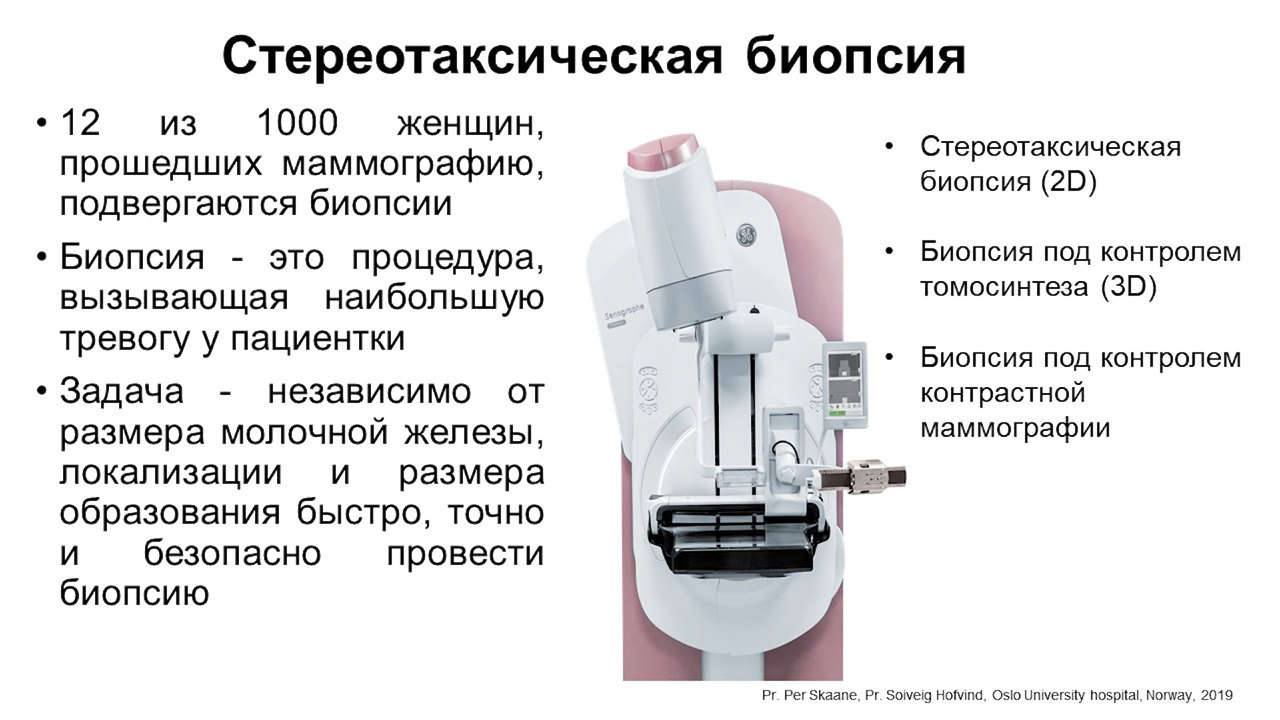 Стереотаксическая биопсия
• 12 из 1000 женщин,
прошедших маммографию,
подвергаются биопсии
• Биопсия - это процедура,
вызывающая наибольшую
тревогу у пациентки
• Задача - независимо от
размера молочной железы,
локализации и размера
образования быстро, точно
и безопасно провести
биопсию
Senographe
• Стереотаксическая
биопсия (2D)
• Биопсия под контролем
томосинтеза (3D)
• Биопсия под контролем
контрастной
маммографии
Pr. Per Skaane, Pr. Soiveig Hofvind, Oslo University hospital, Norway, 2019